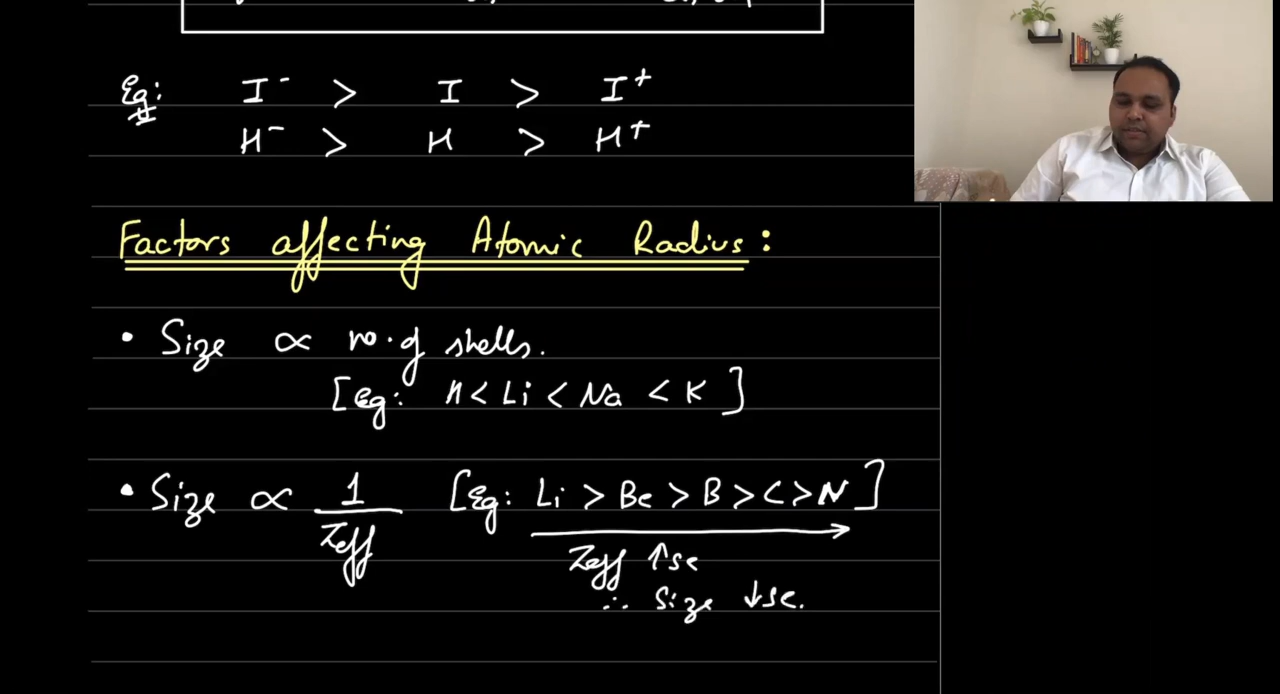 Eg: I⁻ > I > I⁺
H⁻ > H > H⁺
Factors affecting Atomic Radius:
• Size ∝ no. of shells.
[Eg: H < Li < Na < K]
• Size ∝ 1/Zeff [Eg: Li > Be > B > C > N]
Zeff ↑se
∴ Size ↓se.